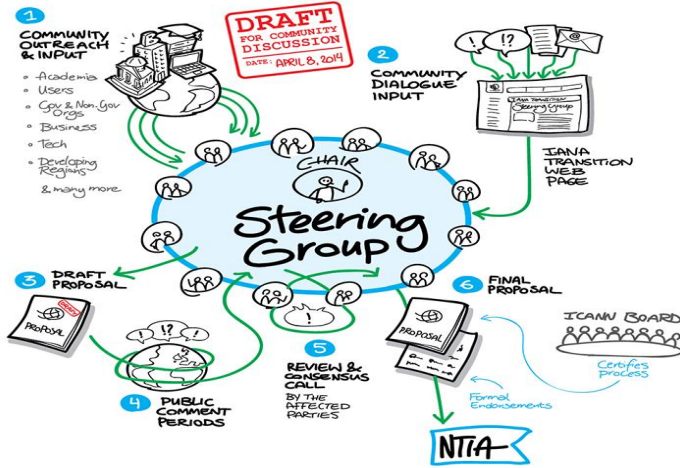 1
COMMUNITY
OUTREACH
& INPUT
Academia
Users
Gov & Non.Gov
Orgs
Business
Tech
Developing
Regions
& many more
DRAFT
FOR COMMUNITY
DISCUSSION
DATE: APRIL 8, 2014
2
COMMUNITY
DIALOGUE
INPUT
! !? 
IANA TRANSITION
Steering Group
IANA
TRANSITION
WEB
PAGE
CHAIR
Steering
Group
3 DRAFT
PROPOSAL
DRAFT
PROPOSAL
! !? !
4 PUBLIC
COMMENT
PERIODS
!
5
REVIEW &
CONSENSUS
CALL
BY THE
AFFECTED
PARTIES
6 FINAL
PROPOSAL
PROPOSAL
ICANN BOARD
Certifies
process
Formal
Endorsements
NTIA